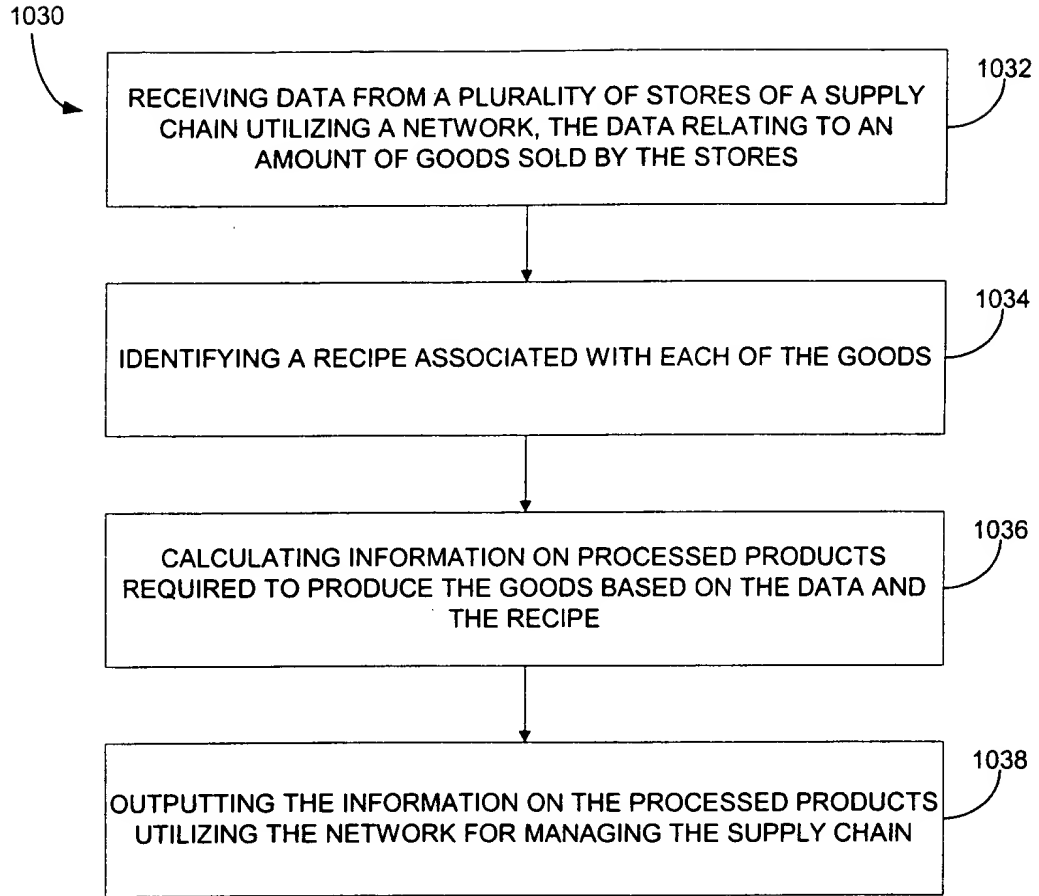 1030
1032
RECEIVING DATA FROM A PLURALITY OF STORES OF A SUPPLY
CHAIN UTILIZING A NETWORK, THE DATA RELATING TO AN
AMOUNT OF GOODS SOLD BY THE STORES
1034
IDENTIFYING A RECIPE ASSOCIATED WITH EACH OF THE GOODS
1036
CALCULATING INFORMATION ON PROCESSED PRODUCTS
REQUIRED TO PRODUCE THE GOODS BASED ON THE DATA AND
THE RECIPE
1038
OUTPUTTING THE INFORMATION ON THE PROCESSED PRODUCTS
UTILIZING THE NETWORK FOR MANAGING THE SUPPLY CHAIN